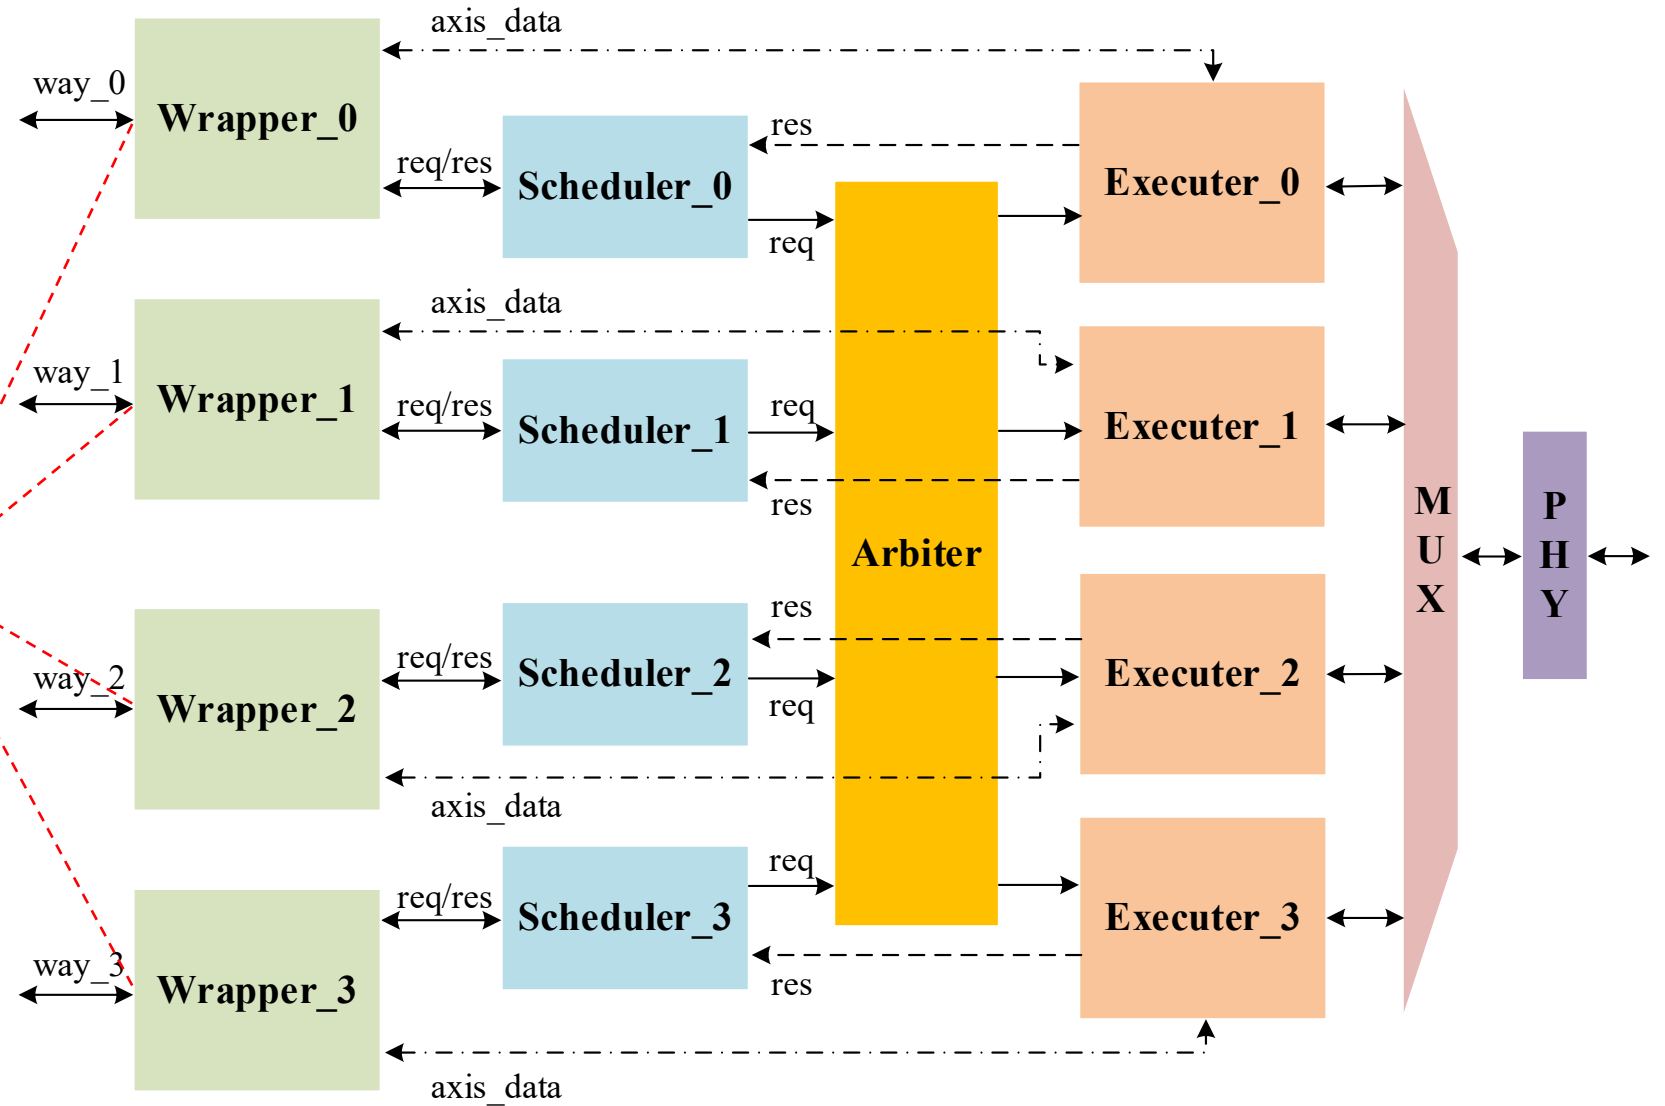 axis_data
way_0
Wrapper_0
req/res
Scheduler_0
res
req
Executer_0
axis_data
way_1
Wrapper_1
req/res
Scheduler_1
req
res
Executer_1
Arbiter
M
U
X
P
H
Y
way_2
Wrapper_2
req/res
Scheduler_2
res
req
Executer_2
axis_data
way_3
Wrapper_3
req/res
Scheduler_3
req
res
Executer_3
axis_data